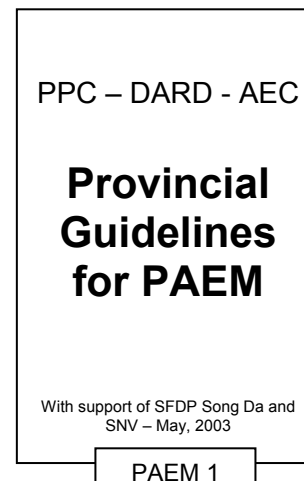 PPC – DARD - AEC
Provincial
Guidelines
for PAEM
With support of SFDP Song Da and
SNV – May, 2003
PAEM 1